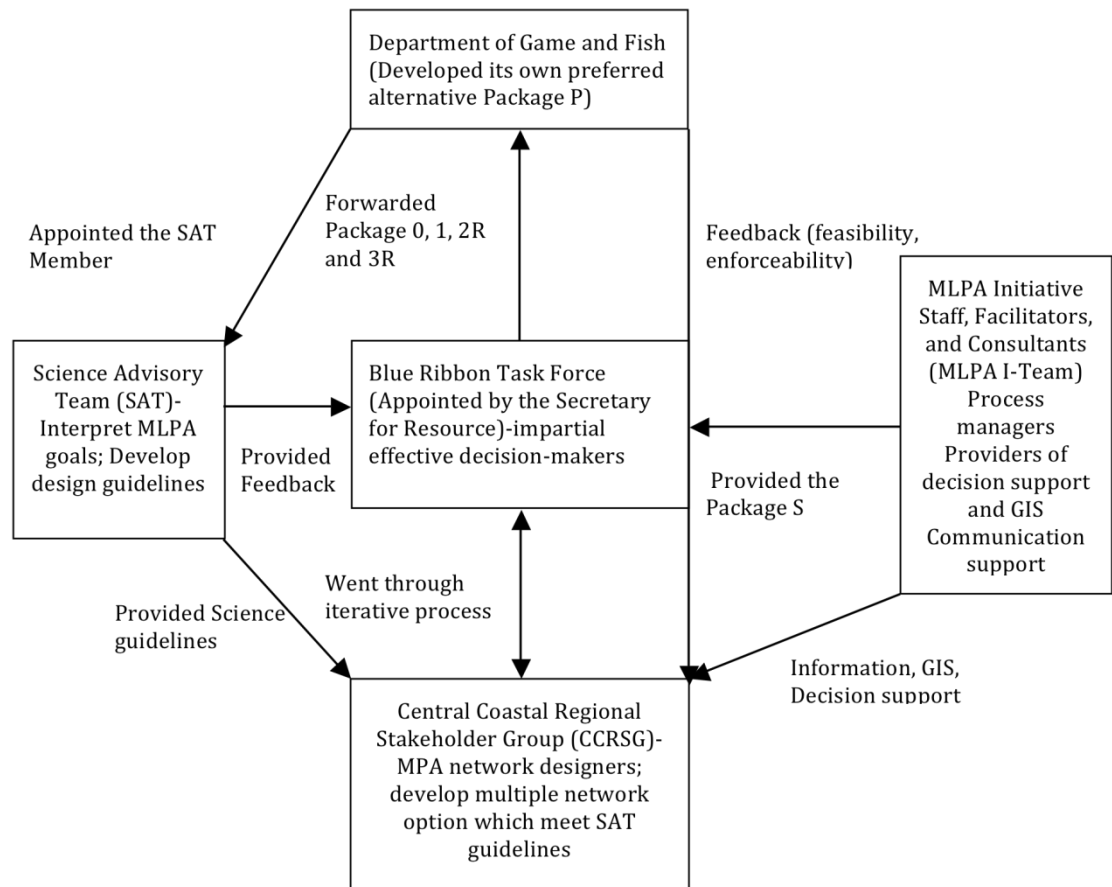 Department of Game and Fish
(Developed its own preferred
alternative Package P)
Forwarded
Package 0, 1, 2R
and 3R
Appointed the SAT
Member
Feedback (feasibility,
enforceability)
MLPA Initiative
Staff, Facilitators,
and Consultants
(MLPA I-Team)
Process
managers
Providers of
decision support
and GIS
Communication
support
Science Advisory
Team (SAT)-
Interpret MLPA
goals; Develop
design guidelines
Blue Ribbon Task Force
(Appointed by the Secretary
for Resource)-impartial
effective decision-makers
Provided
Feedback
Provided the
Package S
Went through
iterative process
Provided Science
guidelines
Information, GIS,
Decision support
Central Coastal Regional
Stakeholder Group (CCRSG)-
MPA network designers;
develop multiple network
option which meet SAT
guidelines